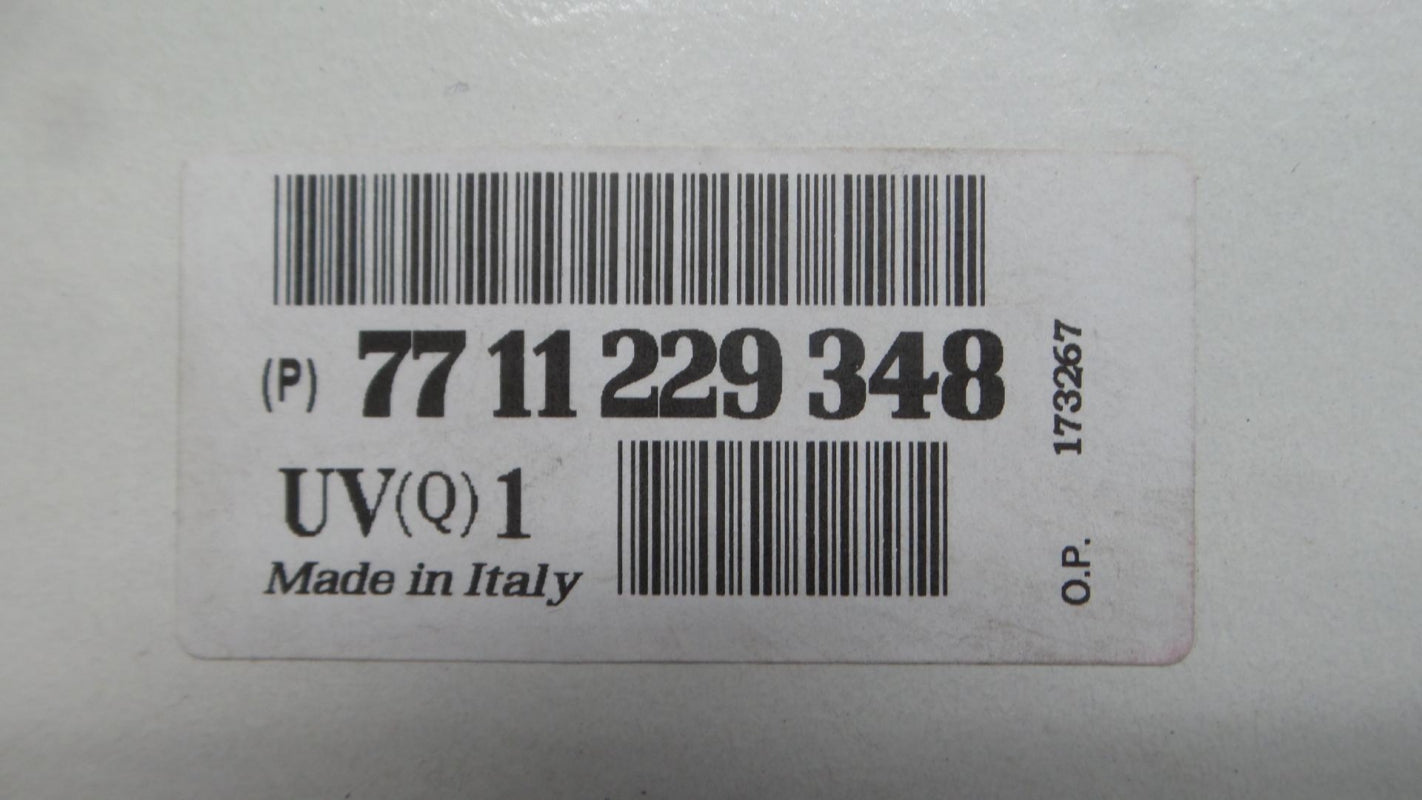 (P) 77 11 229 348
UV(Q) 1
Made in Italy
O.P. 173267